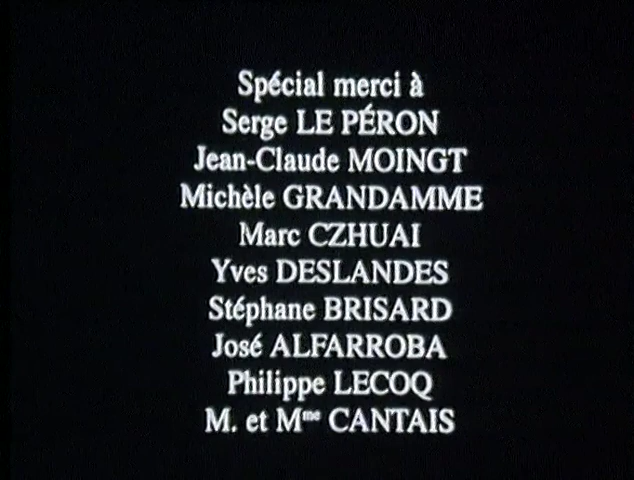 Spécial merci à
Serge LE PÉRON
Jean-Claude MOINGT
Michèle GRANDAMME
Marc CZHUAI
Yves DESLANDES
Stéphane BRISARD
José ALFARROBA
Philippe LECOQ
M. et Mme CANTAIS